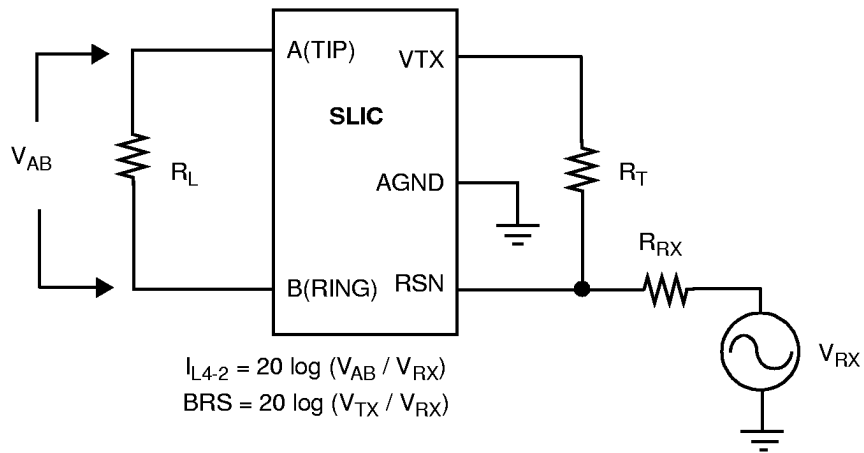 A(TIP)
VTX
SLIC
V_AB
R_L
AGND
R_T
R_RX
B(RING)
RSN
V_RX
I_L4-2 = 20 log (V_AB / V_RX)
BRS = 20 log (V_TX / V_RX)